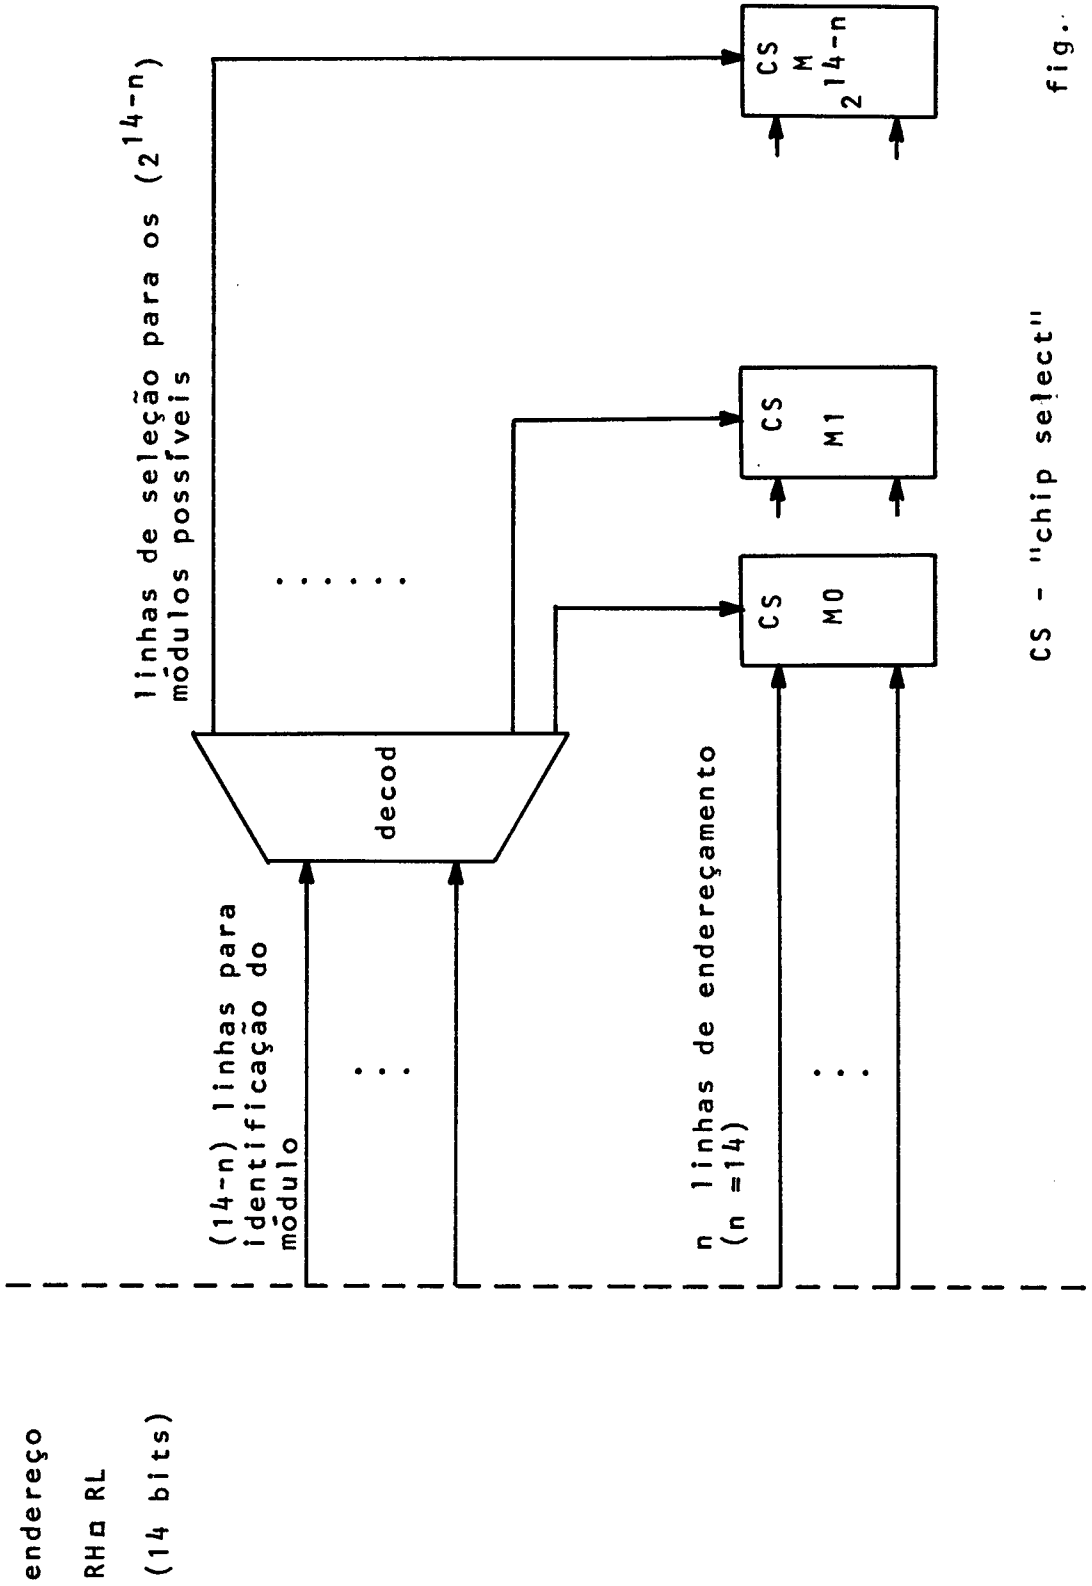 endereço
RH¤ RL
(14 bits)
linhas de seleção para os (2^14-n)
módulos possíveis
(14-n) linhas para
identificação do
módulo
decod
n linhas de endereçamento
(n =14)
CS
M0
CS
M1
CS
M
2^14-n
CS - "chip select"
fig.